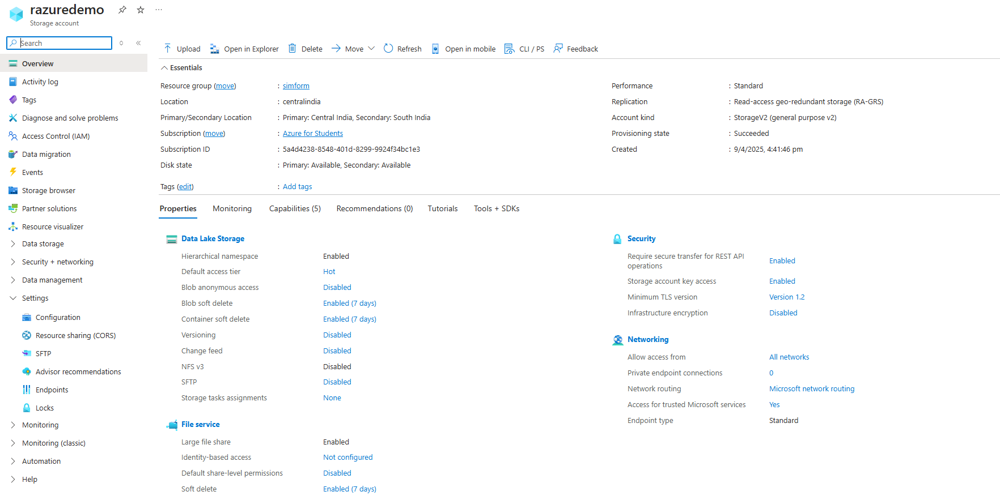 razuredemo
Storage account
Search
Overview
Activity log
Tags
Diagnose and solve problems
Access Control (IAM)
Data migration
Events
Storage browser
Partner solutions
Resource visualizer
Data storage
Security + networking
Data management
Settings
Configuration
Resource sharing (CORS)
SFTP
Advisor recommendations
Endpoints
Locks
Monitoring
Monitoring (classic)
Automation
Help
Upload Open in Explorer Delete Move Refresh Open in mobile CLI / PS Feedback
Essentials
Resource group (move) : simform
Location : centralindia
Primary/Secondary Location : Primary: Central India, Secondary: South India
Subscription (move) : Azure for Students
Subscription ID : 5a4d4238-8548-401d-8299-9924f34bc1e3
Disk state : Primary: Available, Secondary: Available
Tags (edit) : Add tags
Performance : Standard
Replication : Read-access geo-redundant storage (RA-GRS)
Account kind : StorageV2 (general purpose v2)
Provisioning state : Succeeded
Created : 9/4/2025, 4:41:46 pm
Properties Monitoring Capabilities (5) Recommendations (0) Tutorials Tools + SDKs
Data Lake Storage
Hierarchical namespace Enabled
Default access tier Hot
Blob anonymous access Disabled
Blob soft delete Enabled (7 days)
Container soft delete Enabled (7 days)
Versioning Disabled
Change feed Disabled
NFS v3 Disabled
SFTP Disabled
Storage tasks assignments None
File service
Large file share Enabled
Identity-based access Not configured
Default share-level permissions Disabled
Soft delete Enabled (7 days)
Security
Require secure transfer for REST API
operations Enabled
Storage account key access Enabled
Minimum TLS version Version 1.2
Infrastructure encryption Disabled
Networking
Allow access from All networks
Private endpoint connections 0
Network routing Microsoft network routing
Access for trusted Microsoft services Yes
Endpoint type Standard